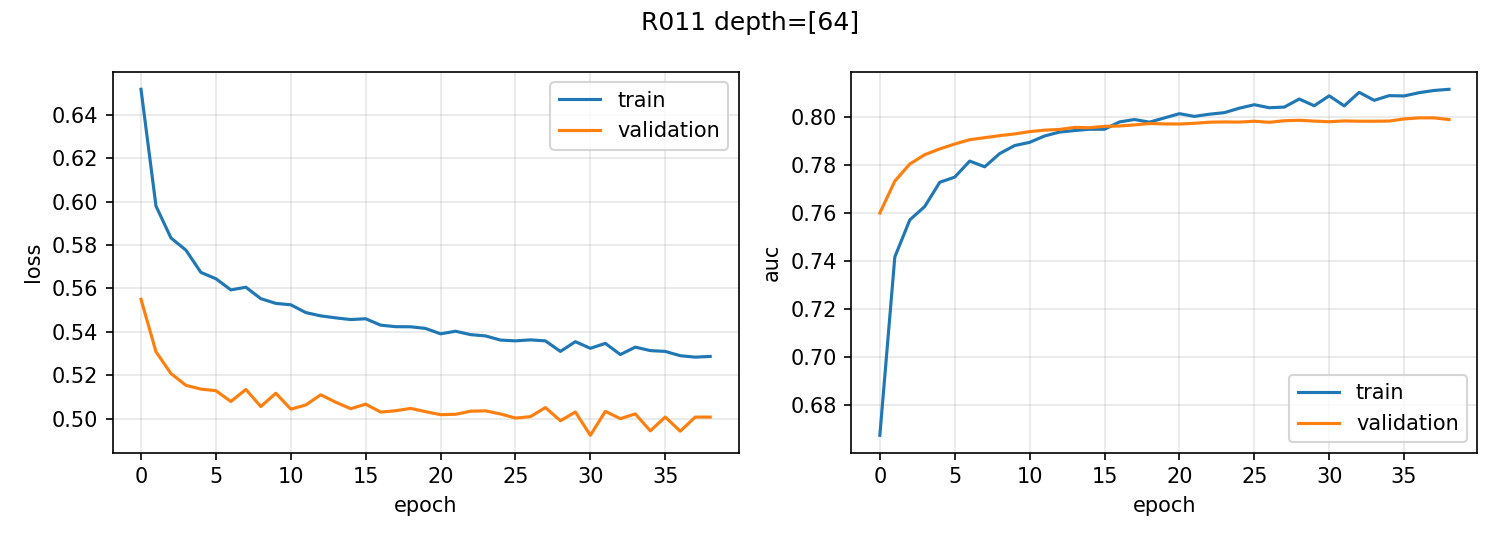 R011 depth=[64]
loss
0.64
0.62
0.60
0.58
0.56
0.54
0.52
0.50
train
validation
0 5 10 15 20 25 30 35
epoch
auc
0.80
0.78
0.76
0.74
0.72
0.70
0.68
train
validation
0 5 10 15 20 25 30 35
epoch